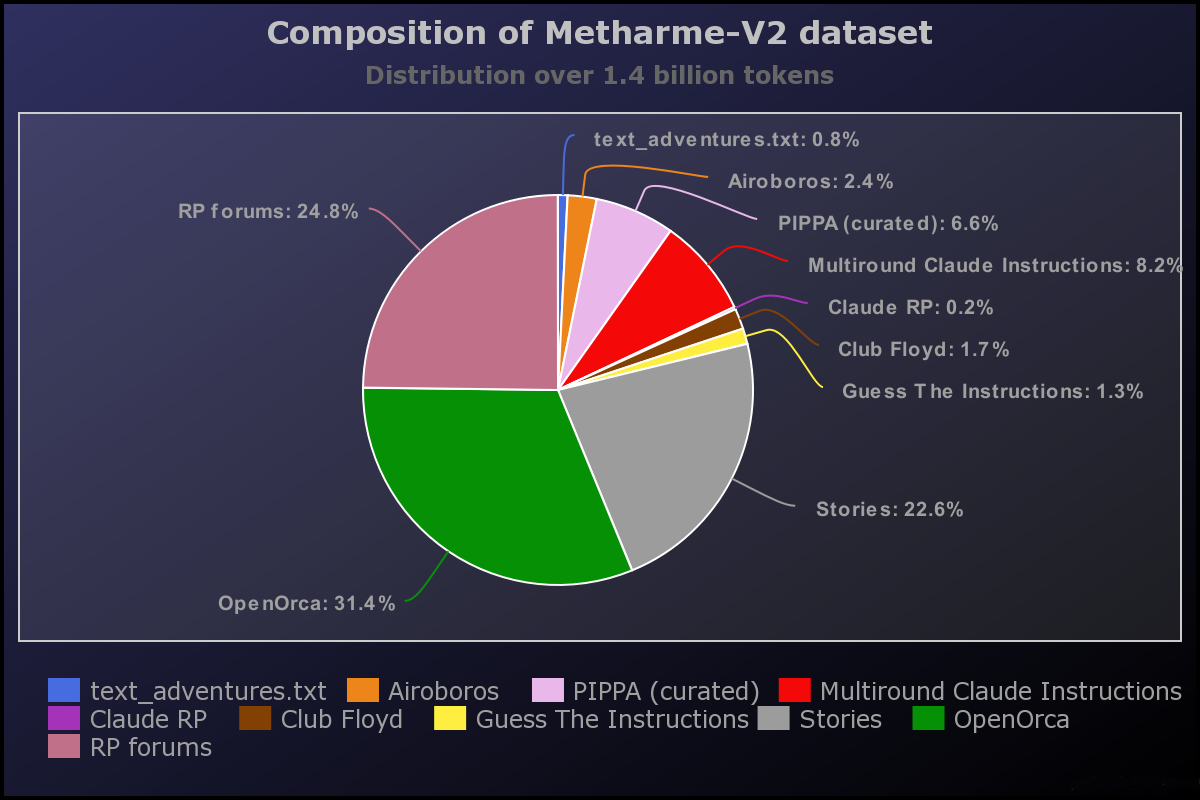 Composition of Metharme-V2 dataset
Distribution over 1.4 billion tokens
text_adventures.txt: 0.8%
Airoboros: 2.4%
RP forums: 24.8%
PIPPA (curated): 6.6%
Multiround Claude Instructions: 8.2%
Claude RP: 0.2%
Club Floyd: 1.7%
Guess The Instructions: 1.3%
Stories: 22.6%
OpenOrca: 31.4%
text_adventures.txt Airoboros PIPPA (curated) Multiround Claude Instructions
Claude RP Club Floyd Guess The Instructions Stories OpenOrca
RP forums